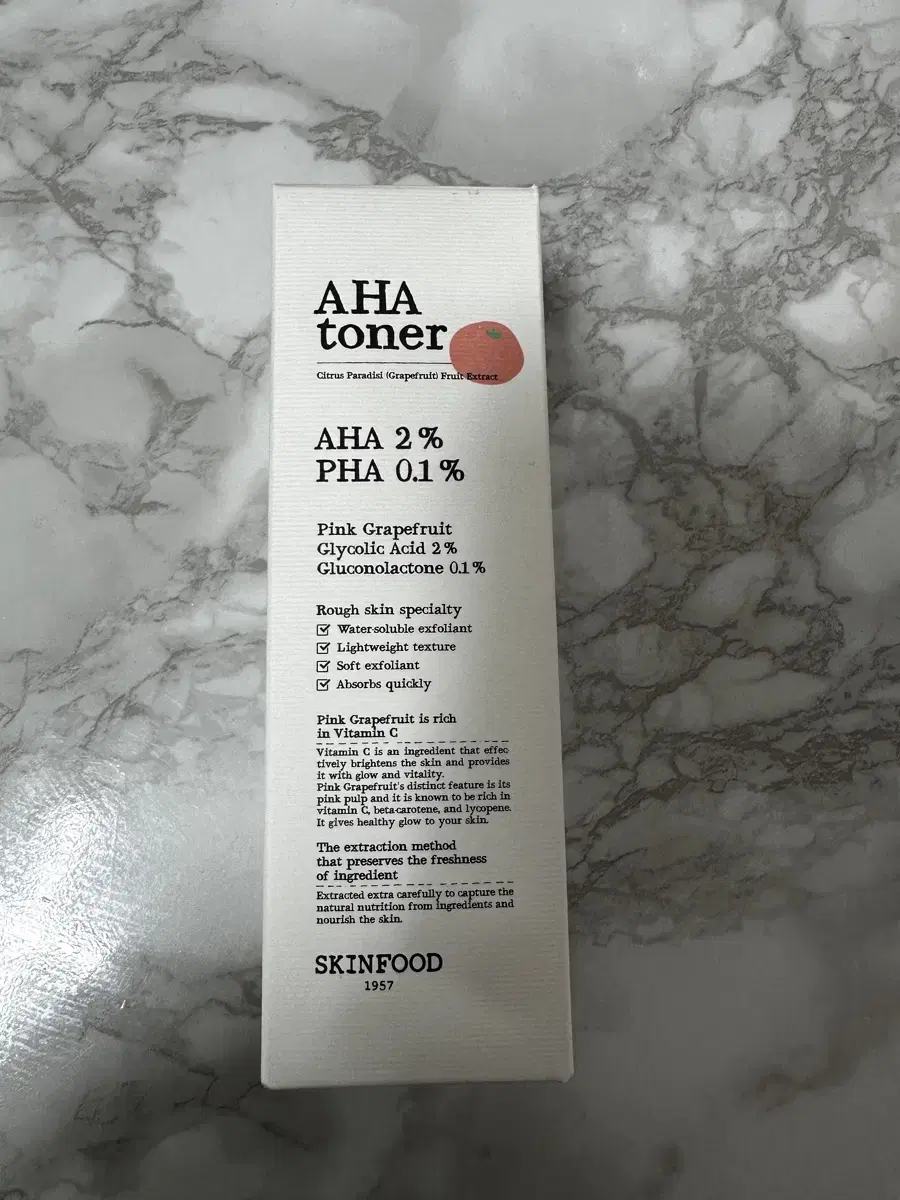 AHA
toner
Citrus Paradisi (Grapefruit) Fruit Extract
AHA 2%
PHA 0.1%
Pink Grapefruit
Glycolic Acid 2%
Gluconolactone 0.1%
Rough skin specialty
Water-soluble exfoliant
Lightweight texture
Soft exfoliant
Absorbs quickly
Pink Grapefruit is rich
in Vitamin C
Vitamin C is an ingredient that effec
tively brightens the skin and provides
it with glow and vitality.
Pink Grapefruit's distinct feature is its
pink pulp and it is known to be rich in
vitamin C, beta-carotene, and lycopene.
It gives healthy glow to your skin.
The extraction method
that preserves the freshness
of ingredient
Extracted extra carefully to capture the
natural nutrition from ingredients and
nourish the skin.
SKINFOOD
1957